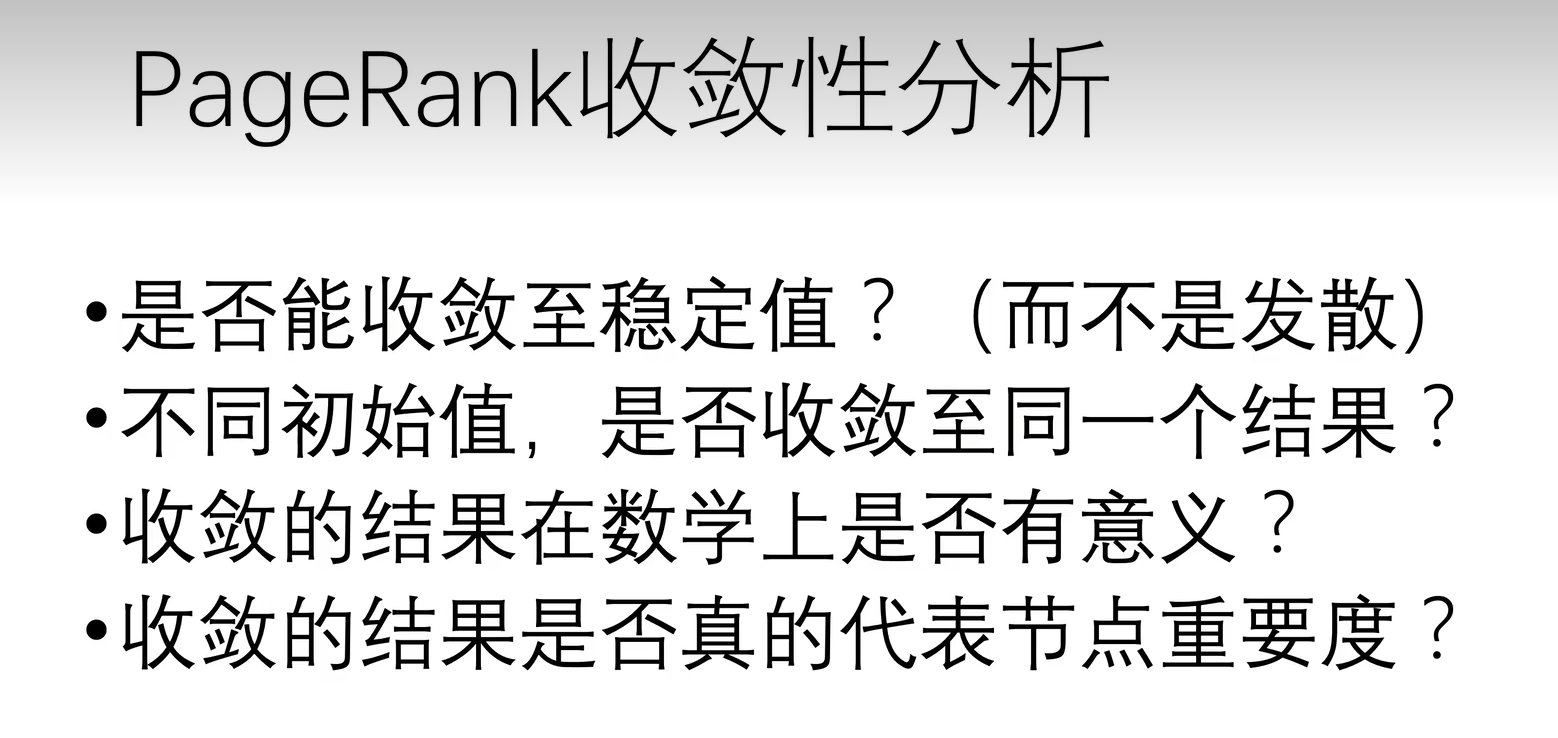 PageRank收敛性分析
•是否能收敛至稳定值？（而不是发散）
•不同初始值，是否收敛至同一个结果？
•收敛的结果在数学上是否有意义？
•收敛的结果是否真的代表节点重要度？